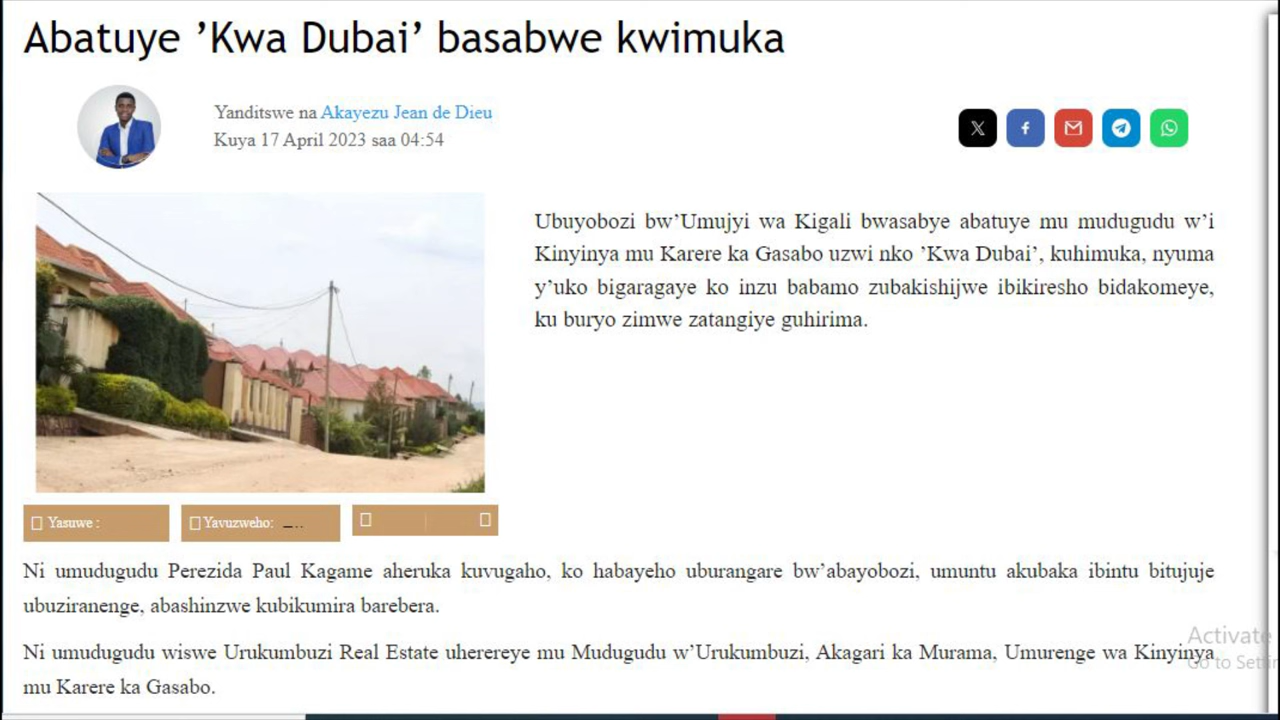 Abatuye ’Kwa Dubai’ basabwe kwimuka
Yanditswe na Akayezu Jean de Dieu
Kuya 17 April 2023 saa 04:54
Ubuyobozi bw’Umujyi wa Kigali bwasabye abatuye mu mudugudu w’i
Kinyinya mu Karere ka Gasabo uzwi nko ’Kwa Dubai’, kuhimuka, nyuma
y’uko bigaragaye ko inzu babamo zubakishijwe ibikiresho bidakomeye,
ku buryo zimwe zatangiye guhirima.
Yasuwe :
Yavuzweho:
Ni umudugudu Perezida Paul Kagame aheruka kuvugaho, ko habayeho uburangare bw’abayobozi, umuntu akubaka ibintu bitujuje
ubuziranenge, abashinzwe kubikumira barebera.
Ni umudugudu wiswe Urukumbuzi Real Estate uherereye mu Mudugudu w’Urukumbuzi, Akagari ka Murama, Umurenge wa Kinyinya
mu Karere ka Gasabo.
Activate
Go to Settin